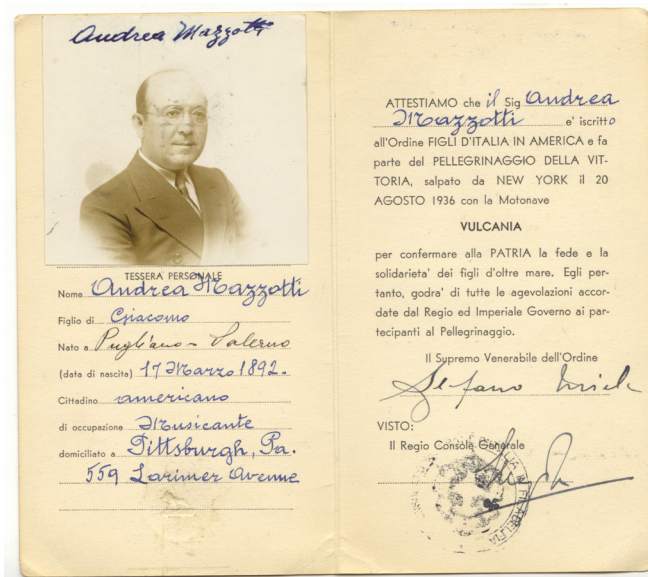 Andrea Mazzotti
TESSERA PERSONALE
Nome Andrea Mazzotti
Figlio di Giacomo
Nato a Pugliano - Salerno
(data di nascita) 17 Marzo 1892.
Cittadino americano
di occupazione Musicante
domiciliato a Pittsburgh, Pa.
559 Larimer Avenue
ATTESTIAMO che il Sig Andrea
Mazzotti e' iscritto
all'Ordine FIGLI D'ITALIA IN AMERICA e fa
parte del PELLEGRINAGGIO DELLA VIT-
TORIA, salpato da NEW YORK il 20
AGOSTO 1936 con la Motonave
VULCANIA
per confermare alla PATRIA la fede e la
solidarieta' dei figli d'oltre mare. Egli per-
tanto, godra' di tutte le agevolazioni accor-
date dal Regio ed Imperiale Governo ai par-
tecipanti al Pellegrinaggio.
Il Supremo Venerabile dell'Ordine
Stefano Miele
VISTO:
Il Regio Console Generale